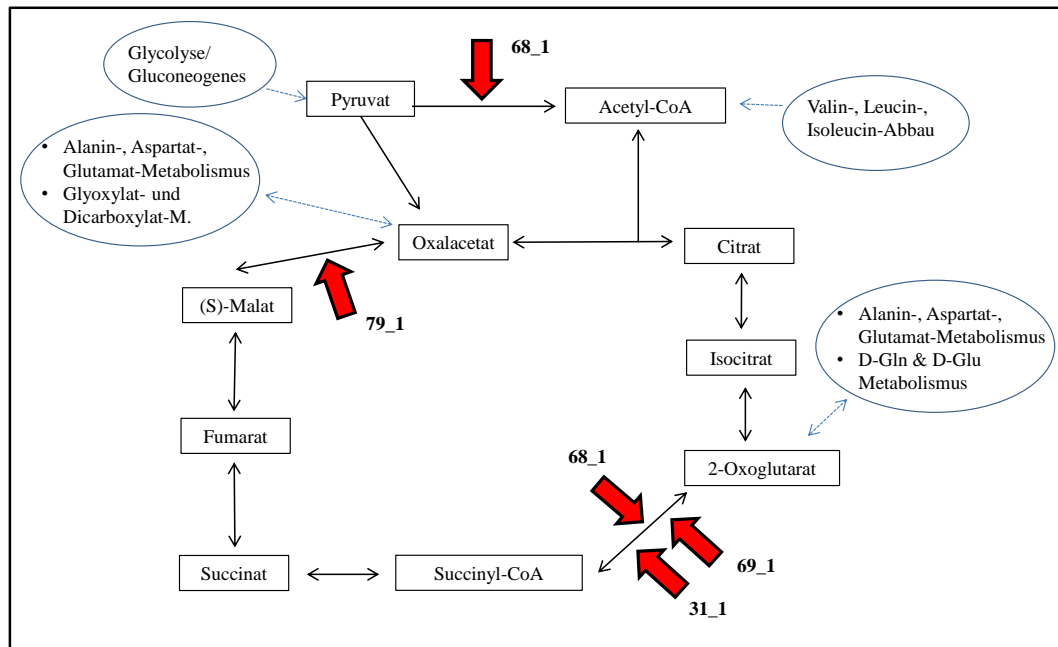 68_1
Glycolyse/
Gluconeogenes
Pyruvat
Acetyl-CoA
Valin-, Leucin-,
Isoleucin-Abbau
• Alanin-, Aspartat-,
Glutamat-Metabolismus
• Glyoxylat- und
Dicarboxylat-M.
Oxalacetat
Citrat
(S)-Malat
79_1
• Alanin-, Aspartat-,
Glutamat-Metabolismus
• D-Gln & D-Glu
Metabolismus
Isocitrat
Fumarat
68_1
2-Oxoglutarat
Succinat
Succinyl-CoA
69_1
31_1